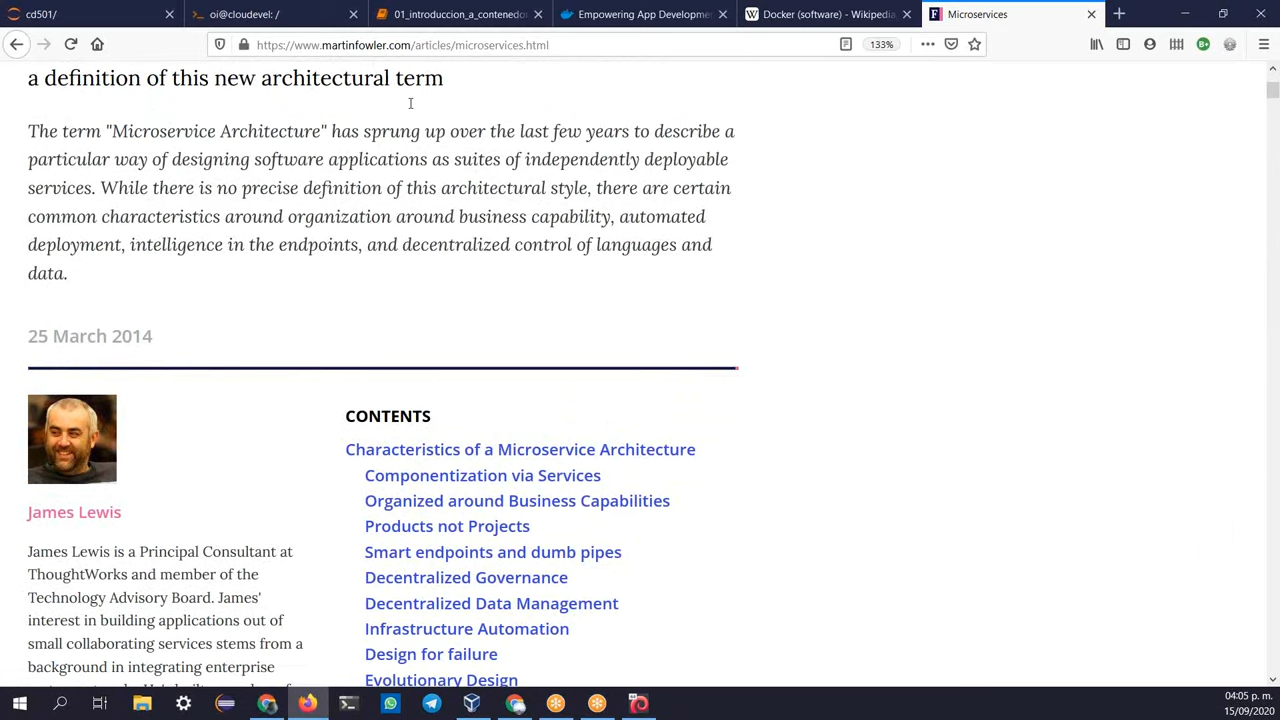 cd501/
oi@cloudevel: /
01_introduccion_a_contenedo
Empowering App Developme
Docker (software) - Wikipedia,
Microservices
https://www.martinfowler.com/articles/microservices.html
133%
a definition of this new architectural term
The term "Microservice Architecture" has sprung up over the last few years to describe a
particular way of designing software applications as suites of independently deployable
services. While there is no precise definition of this architectural style, there are certain
common characteristics around organization around business capability, automated
deployment, intelligence in the endpoints, and decentralized control of languages and
data.
25 March 2014
James Lewis
James Lewis is a Principal Consultant at
ThoughtWorks and member of the
Technology Advisory Board. James'
interest in building applications out of
small collaborating services stems from a
background in integrating enterprise
CONTENTS
Characteristics of a Microservice Architecture
Componentization via Services
Organized around Business Capabilities
Products not Projects
Smart endpoints and dumb pipes
Decentralized Governance
Decentralized Data Management
Infrastructure Automation
Design for failure
Evolutionary Design
04:05 p. m.
15/09/2020